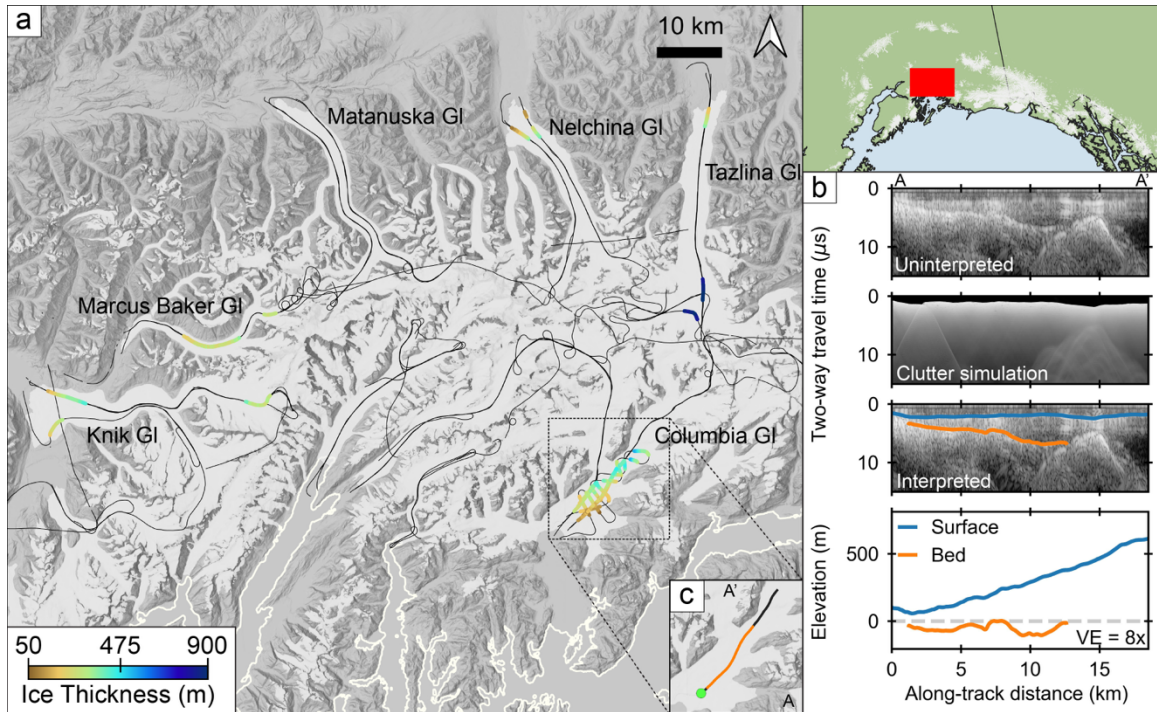 a
10 km
Matanuska Gl
Nelchina Gl
Tazlina Gl
Marcus Baker Gl
Knik Gl
Columbia Gl
50 475 900
Ice Thickness (m)
c
A'
A
b
A A'
0
10
Uninterpreted
0
10
Clutter simulation
0
10
Interpreted
Two-way travel time (μs)
Surface
Bed
500
0
Elevation (m)
VE = 8x
0 5 10 15
Along-track distance (km)